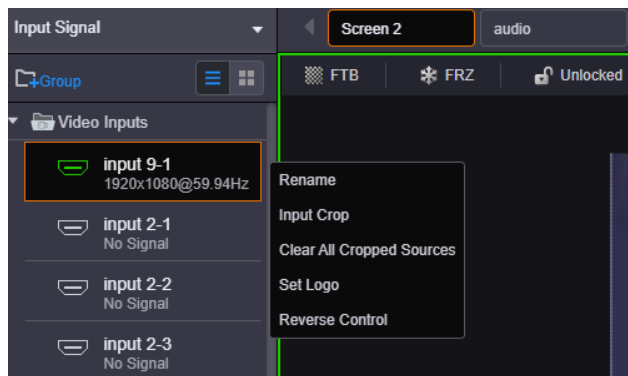 Input Signal
Screen 2
audio
Group
FTB
FRZ
Unlocked
Video Inputs
input 9-1
1920x1080@59.94Hz
input 2-1
No Signal
input 2-2
No Signal
input 2-3
No Signal
Rename
Input Crop
Clear All Cropped Sources
Set Logo
Reverse Control